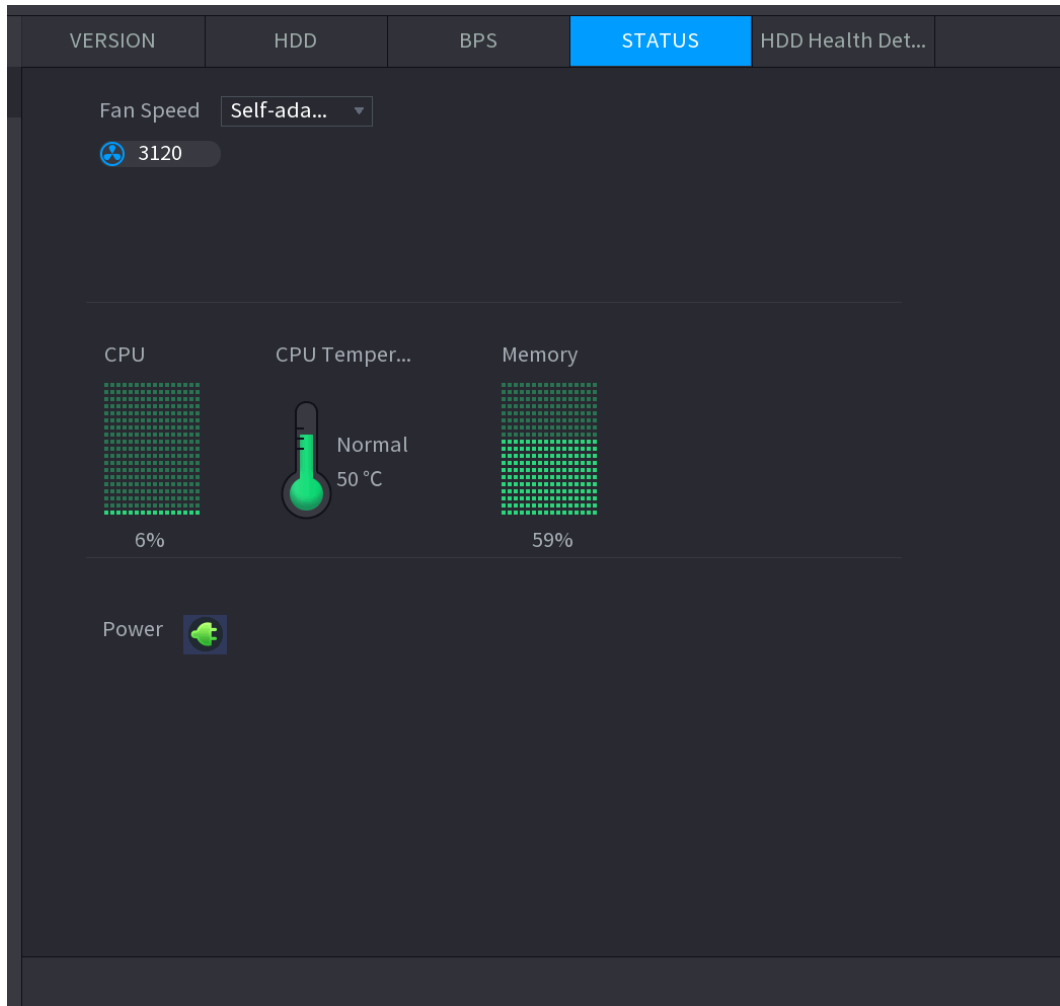 VERSION HDD BPS STATUS HDD Health Det...
Fan Speed Self-ada...
3120
CPU CPU Temper... Memory
Normal
50 °C
6% 59%
Power